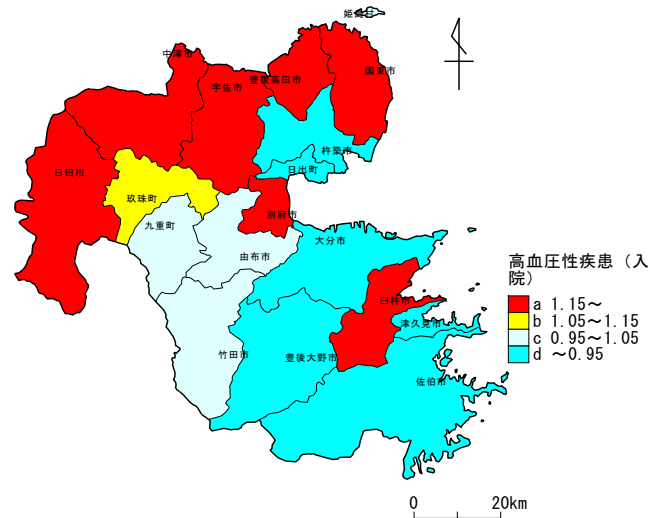 姫島村
中津市
豊後高田市
国東市
宇佐市
杵築市
日出町
日田市
玖珠町
別府市
九重町
大分市
由布市
高血圧性疾患（入
院）
a 1.15～
b 1.05～1.15
c 0.95～1.05
d ～0.95
臼杵市
津久見市
竹田市
豊後大野市
佐伯市
0 20km